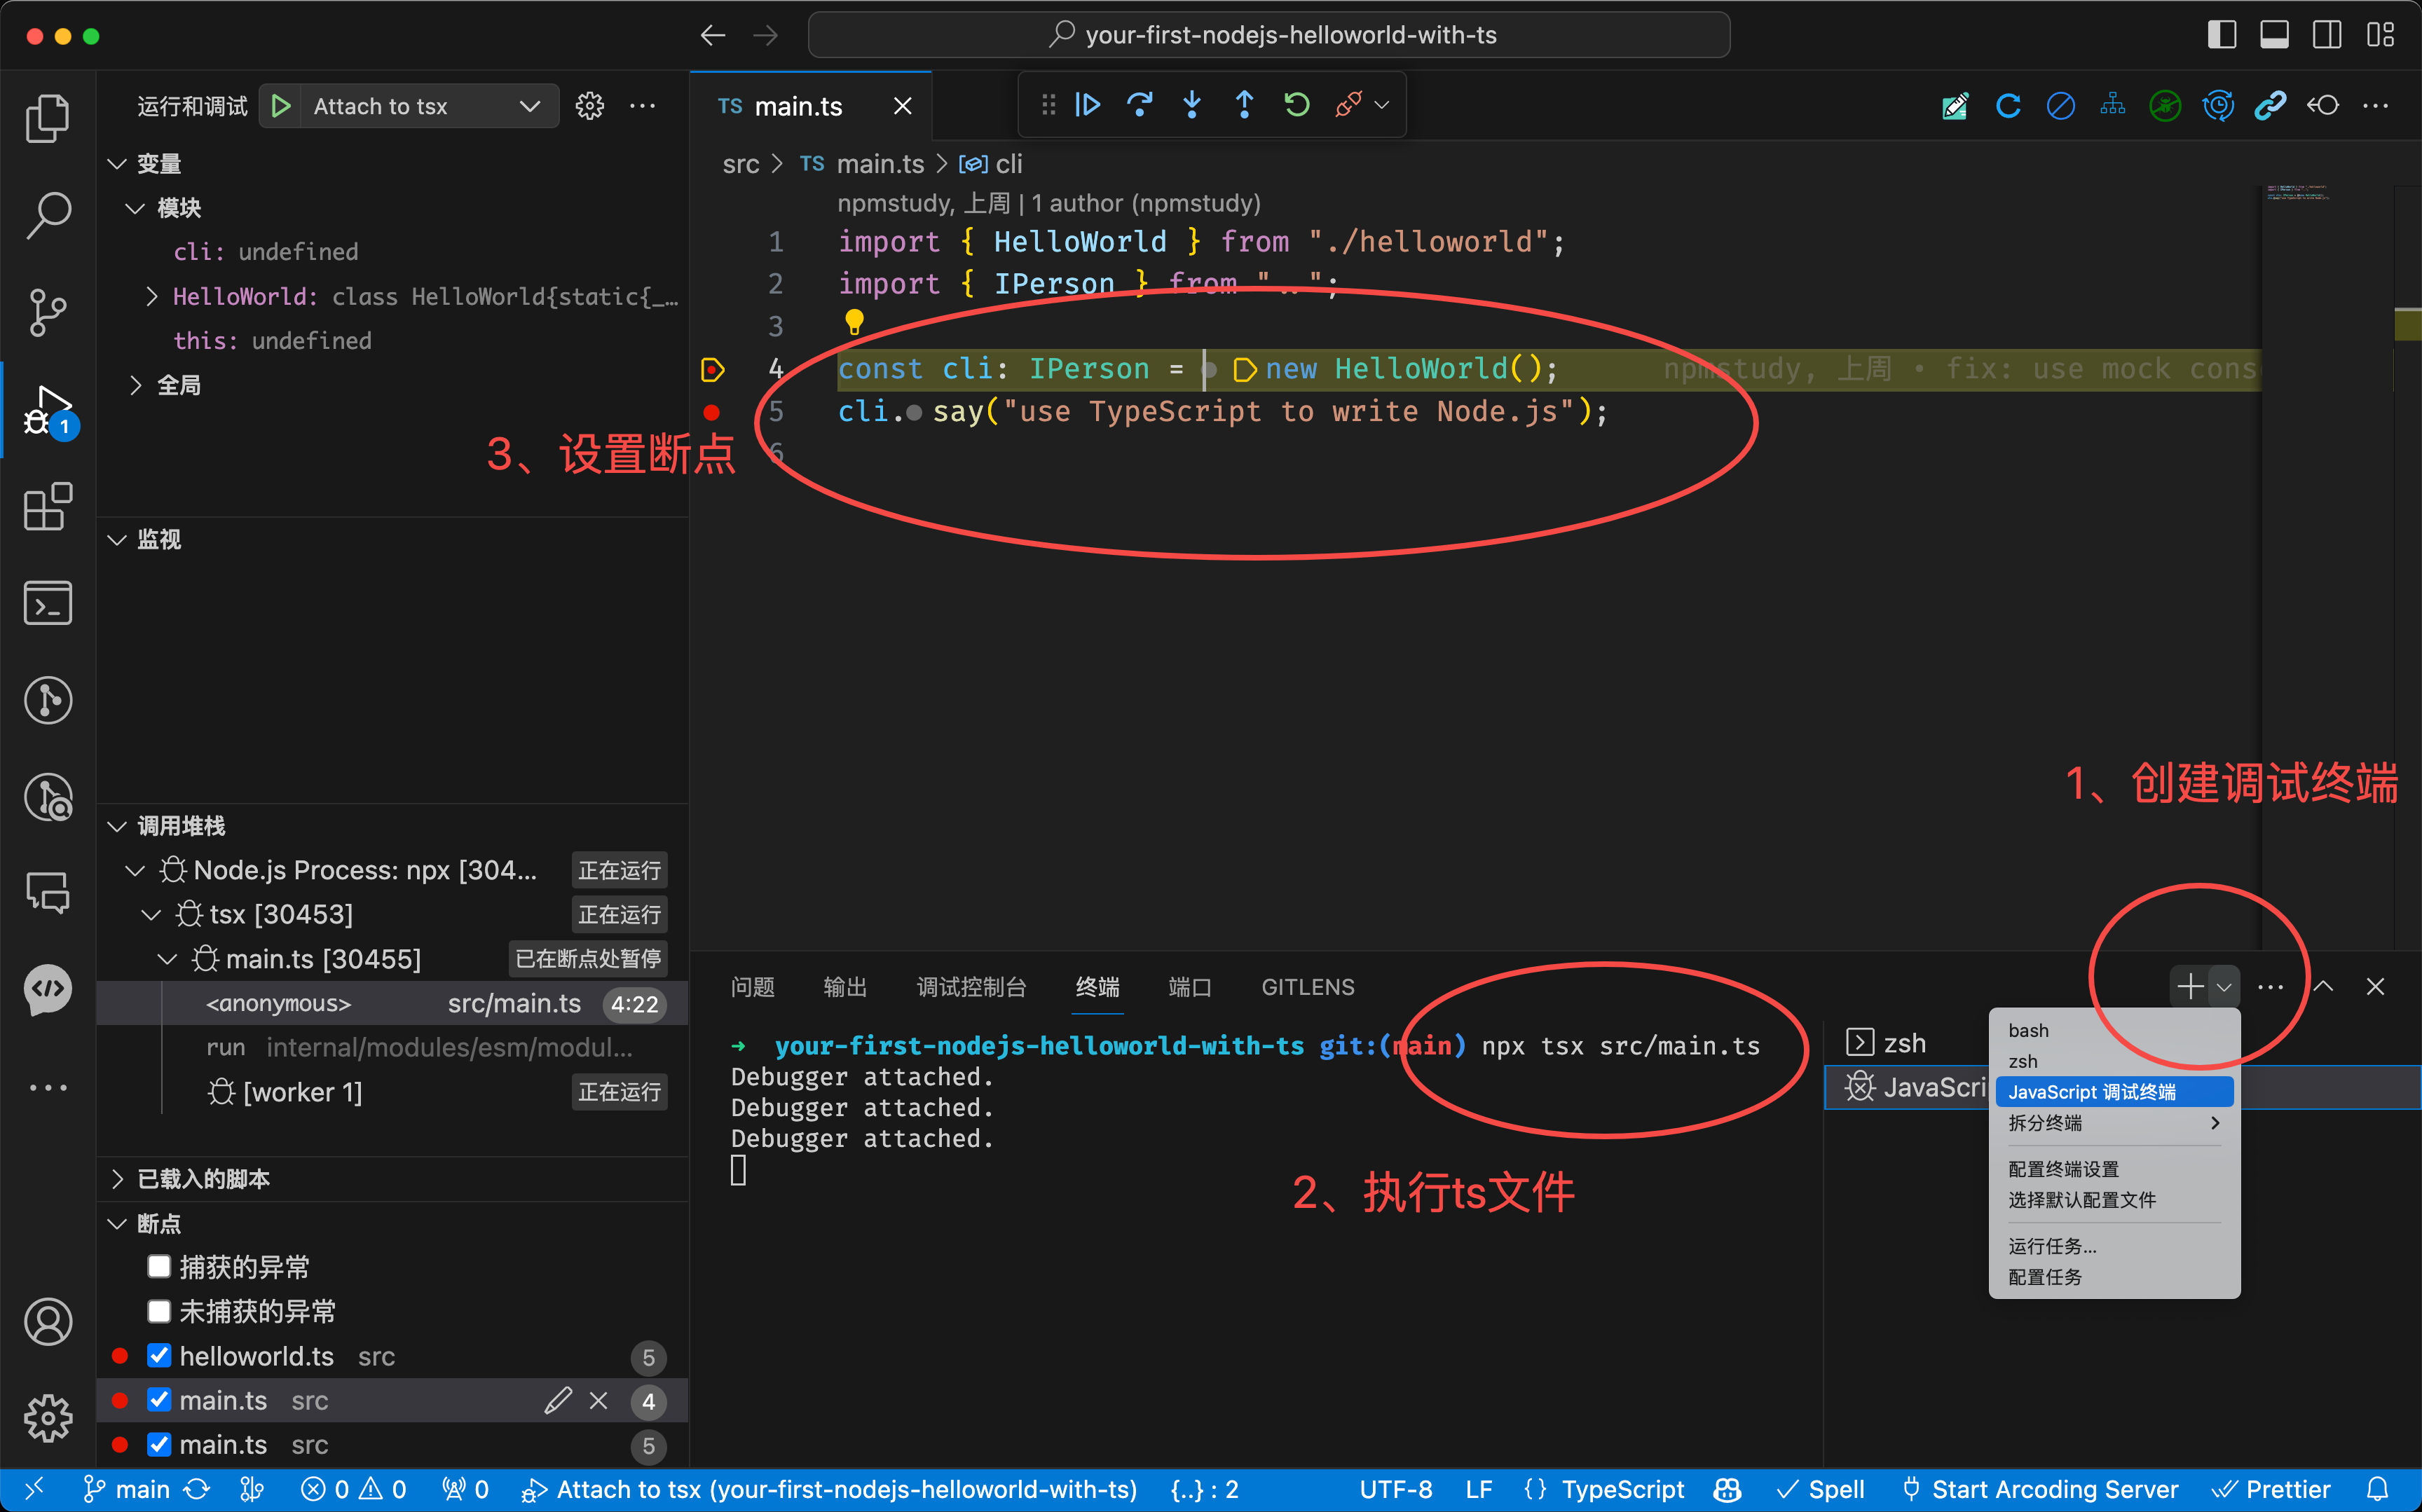 your-first-nodejs-helloworld-with-ts
运行和调试 Attach to tsx
变量
模块
cli: undefined
HelloWorld: class HelloWorld{static{_…
this: undefined
全局
监视
调用堆栈
Node.js Process: npx [304... 正在运行
tsx [30453] 正在运行
main.ts [30455] 已在断点处暂停
<anonymous> src/main.ts 4:22
run internal/modules/esm/modul...
[worker 1] 正在运行
已载入的脚本
断点
捕获的异常
未捕获的异常
helloworld.ts src 5
main.ts src 4
main.ts src 5
1
TS main.ts
src > TS main.ts > cli
npmstudy, 上周 | 1 author (npmstudy)
1 import { HelloWorld } from "./helloworld";
2 import { IPerson } from "..";
3
4 const cli: IPerson = new HelloWorld(); npmstudy, 上周 • fix: use mock cons
5 cli.say("use TypeScript to write Node.js");
6
3、设置断点
1、创建调试终端
问题 输出 调试控制台 终端 端口 GITLENS
➜ your-first-nodejs-helloworld-with-ts git:(main) npx tsx src/main.ts
Debugger attached.
Debugger attached.
Debugger attached.
2、执行ts文件
zsh
JavaScri
bash
zsh
JavaScript 调试终端
拆分终端
配置终端设置
选择默认配置文件
运行任务...
配置任务
main 0 0 0 Attach to tsx (your-first-nodejs-helloworld-with-ts) {..} : 2 UTF-8 LF {} TypeScript Spell Start Arcoding Server Prettier